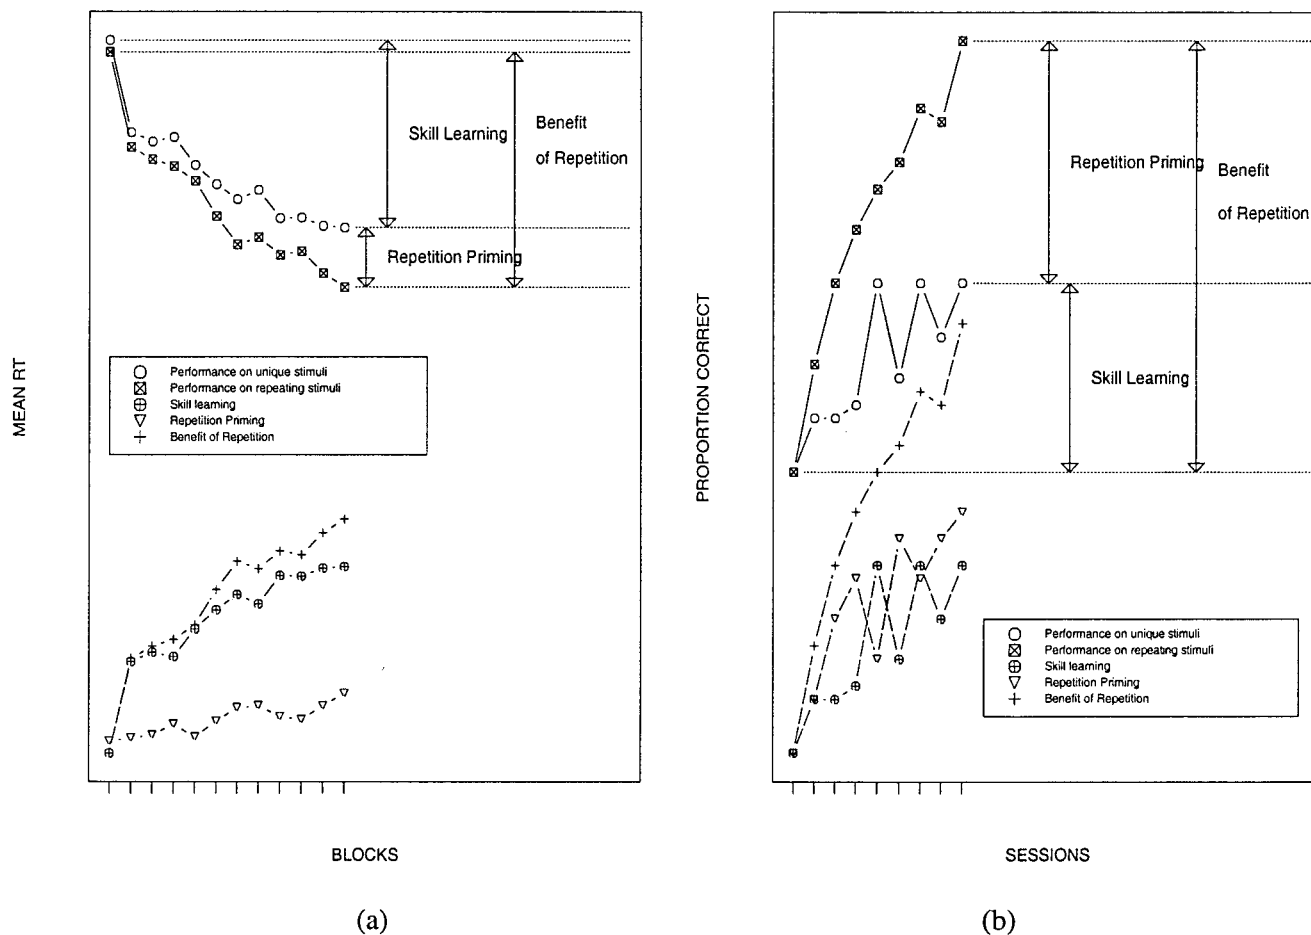 MEAN RT
Skill Learning
Benefit
of Repetition
Repetition Priming
Performance on unique stimuli
Performance on repeating stimuli
Skill learning
Repetition Priming
Benefit of Repetition
BLOCKS
(a)
PROPORTION CORRECT
Repetition Priming
Benefit
of Repetition
Skill Learning
Performance on unique stimuli
Performance on repeating stimuli
Skill learning
Repetition Priming
Benefit of Repetition
SESSIONS
(b)